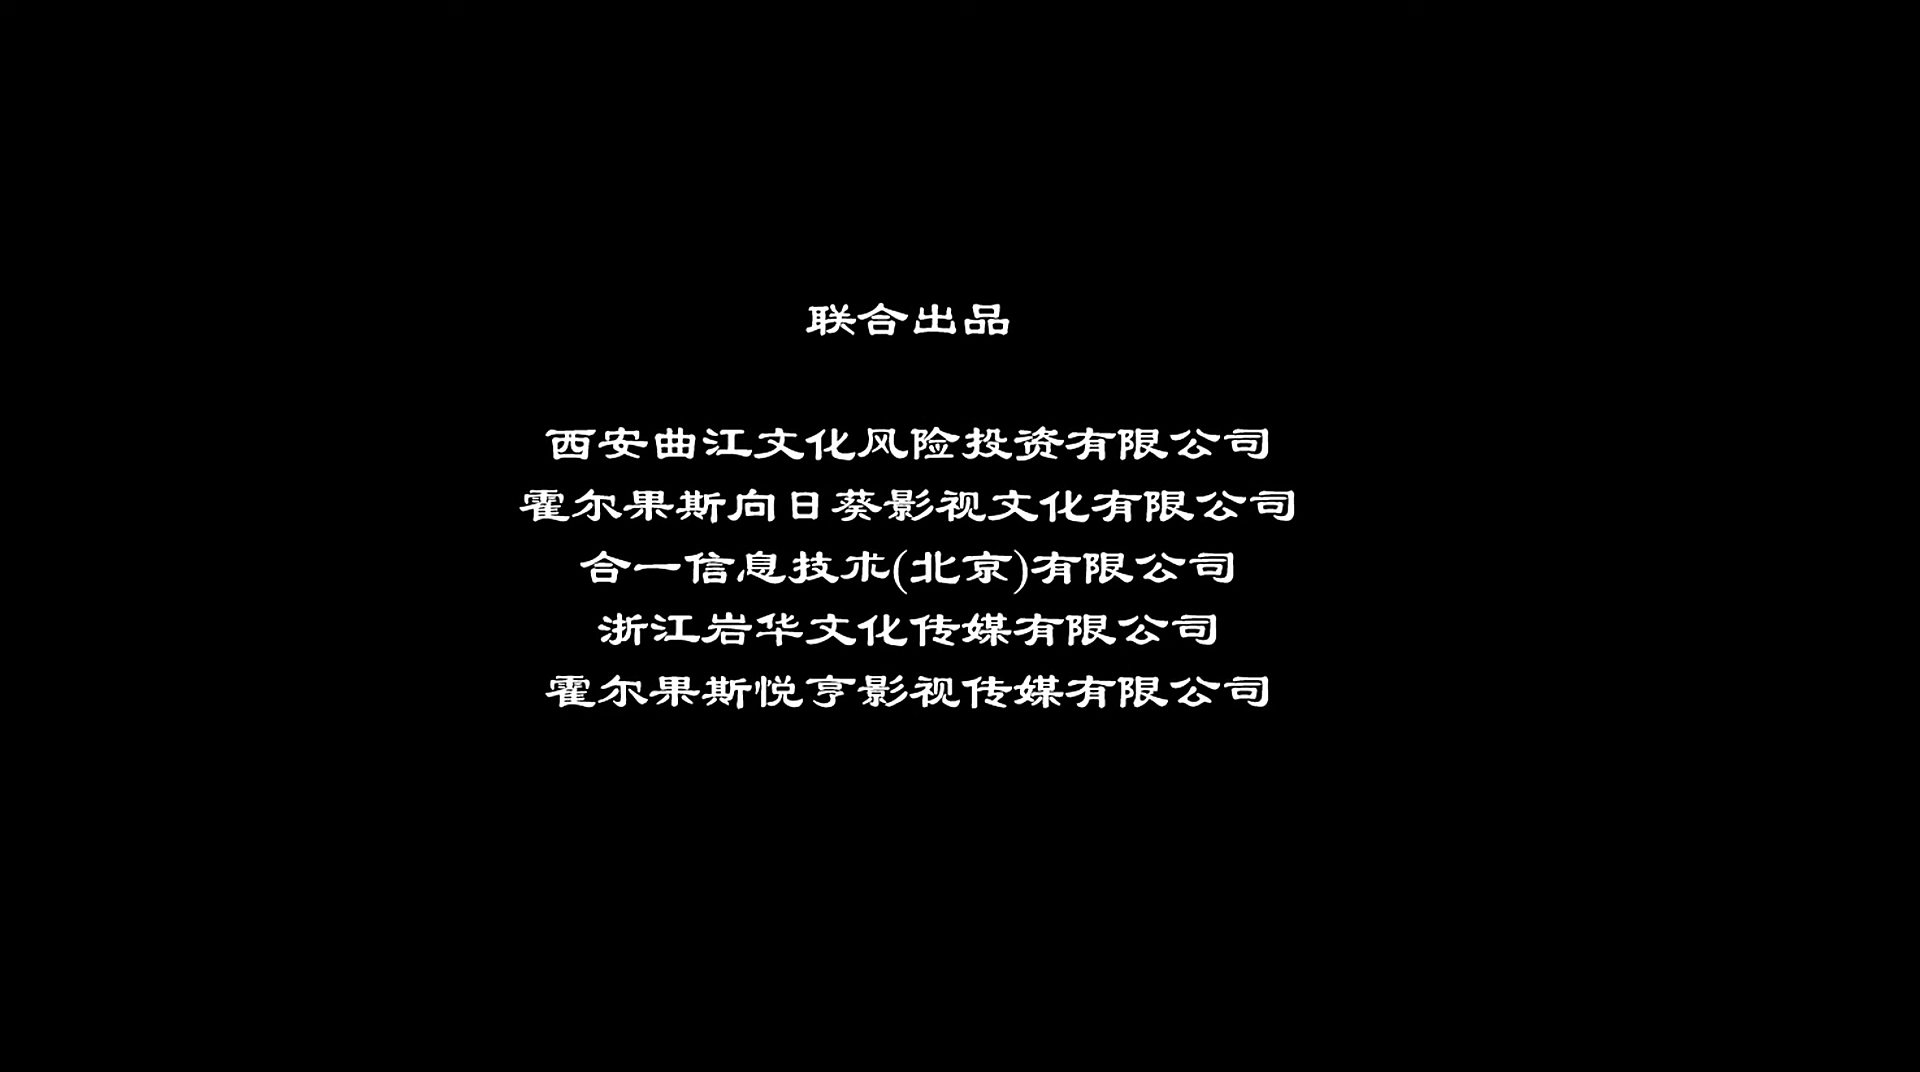 联合出品
西安曲江文化风险投资有限公司
霍尔果斯向日葵影视文化有限公司
合一信息技术(北京)有限公司
浙江岩华文化传媒有限公司
霍尔果斯悦亨影视传媒有限公司